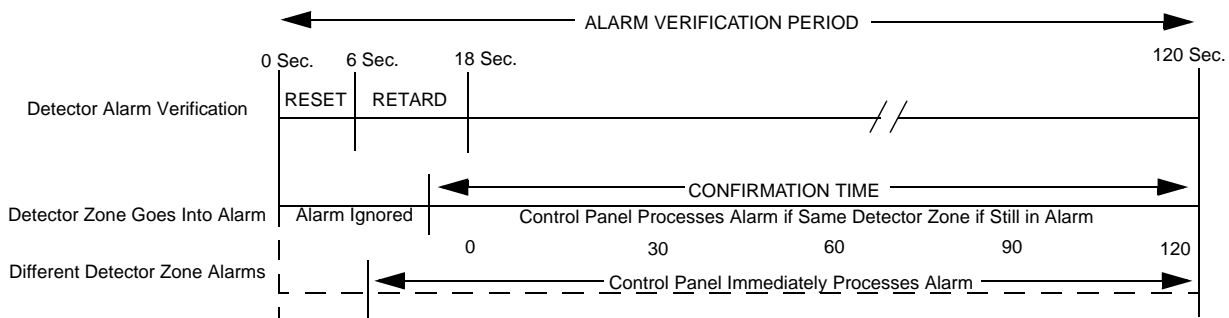 ALARM VERIFICATION PERIOD
0 Sec. 6 Sec. 18 Sec. 120 Sec.
RESET RETARD
Detector Alarm Verification
CONFIRMATION TIME
Detector Zone Goes Into Alarm Alarm Ignored Control Panel Processes Alarm if Same Detector Zone if Still in Alarm
0 30 60 90 120
Different Detector Zone Alarms
Control Panel Immediately Processes Alarm